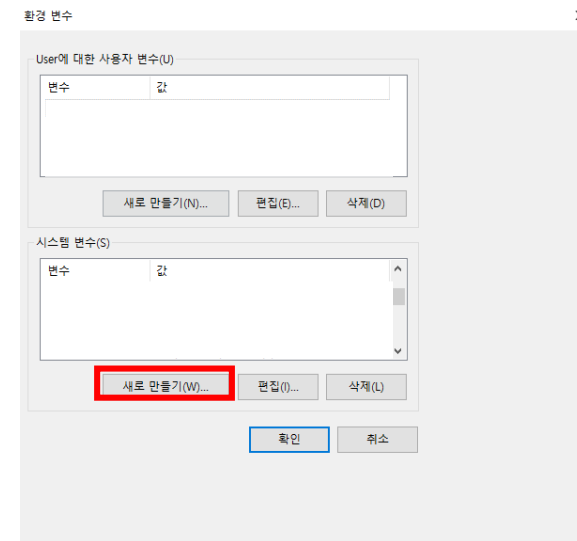 환경 변수
User에 대한 사용자 변수(U)
변수 값
새로 만들기(N)... 편집(E)... 삭제(D)
시스템 변수(S)
변수 값
새로 만들기(W)... 편집(I)... 삭제(L)
확인 취소